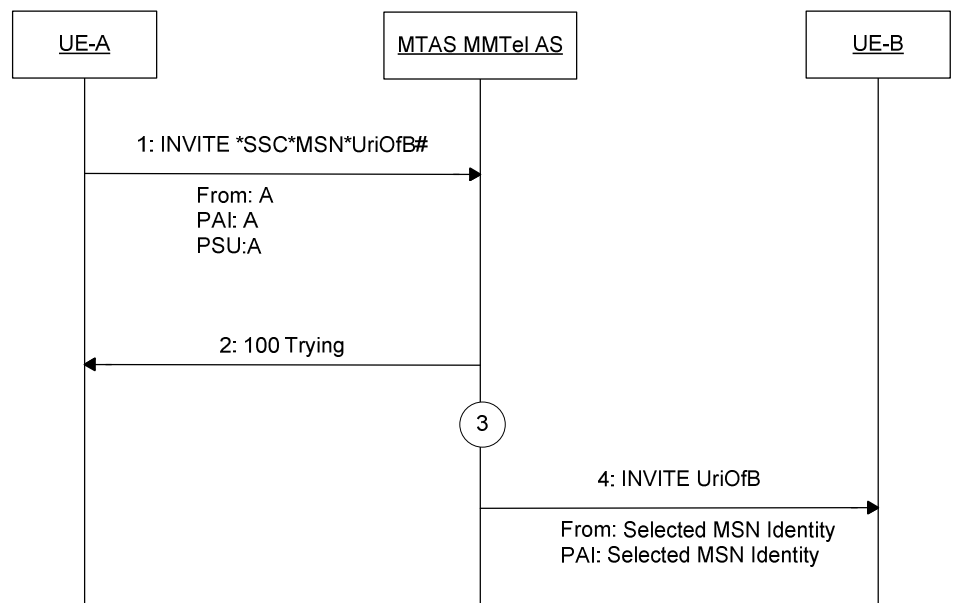 UE-A
MTAS MMTel AS
UE-B
1: INVITE *SSC*MSN*UriOfB#
From: A
PAI: A
PSU:A
2: 100 Trying
3
4: INVITE UriOfB
From: Selected MSN Identity
PAI: Selected MSN Identity